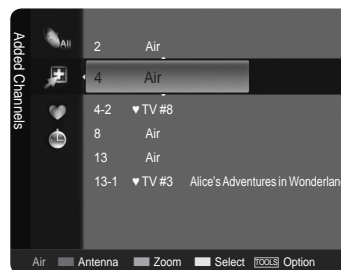 Added Channels
All
2 Air
4 Air
4-2 ♥ TV #8
8 Air
13 Air
13-1 ♥ TV #3 Alice's Adventures in Wonderlan
Air Antenna Zoom Select TOOLS Option